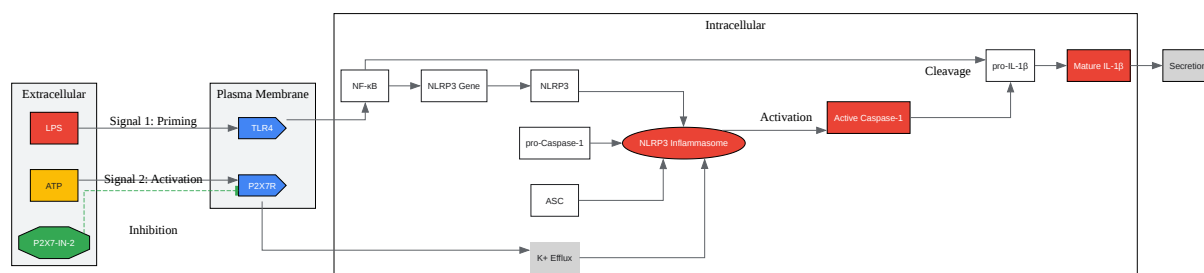 Intracellular
Extracellular
Plasma Membrane
LPS
Signal 1: Priming
TLR4
ATP
Signal 2: Activation
P2X7R
P2X7-IN-2
Inhibition
NF-κB
NLRP3 Gene
NLRP3
pro-Caspase-1
ASC
K+ Efflux
NLRP3 Inflammasome
Activation
Active Caspase-1
Cleavage
pro-IL-1β
Mature IL-1β
Secretion